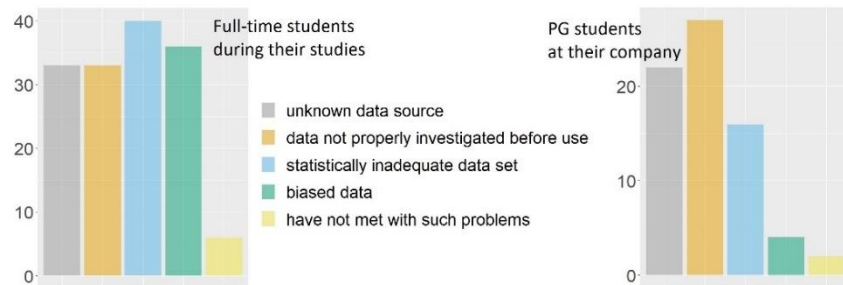 Full-time students
during their studies
40
30
20
10
0
unknown data source
data not properly investigated before use
statistically inadequate data set
biased data
have not met with such problems
PG students
at their company
20
10
0